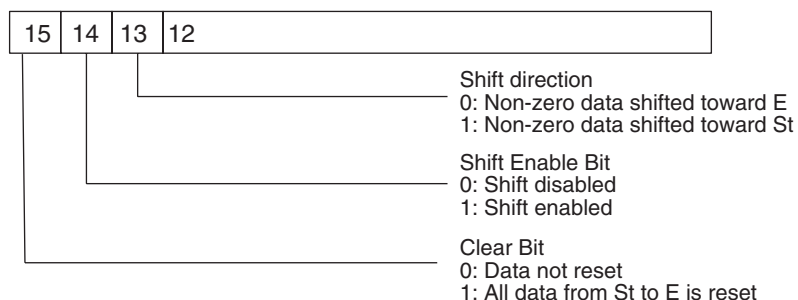 15 14 13 12
Shift direction
0: Non-zero data shifted toward E
1: Non-zero data shifted toward St
Shift Enable Bit
0: Shift disabled
1: Shift enabled
Clear Bit
0: Data not reset
1: All data from St to E is reset